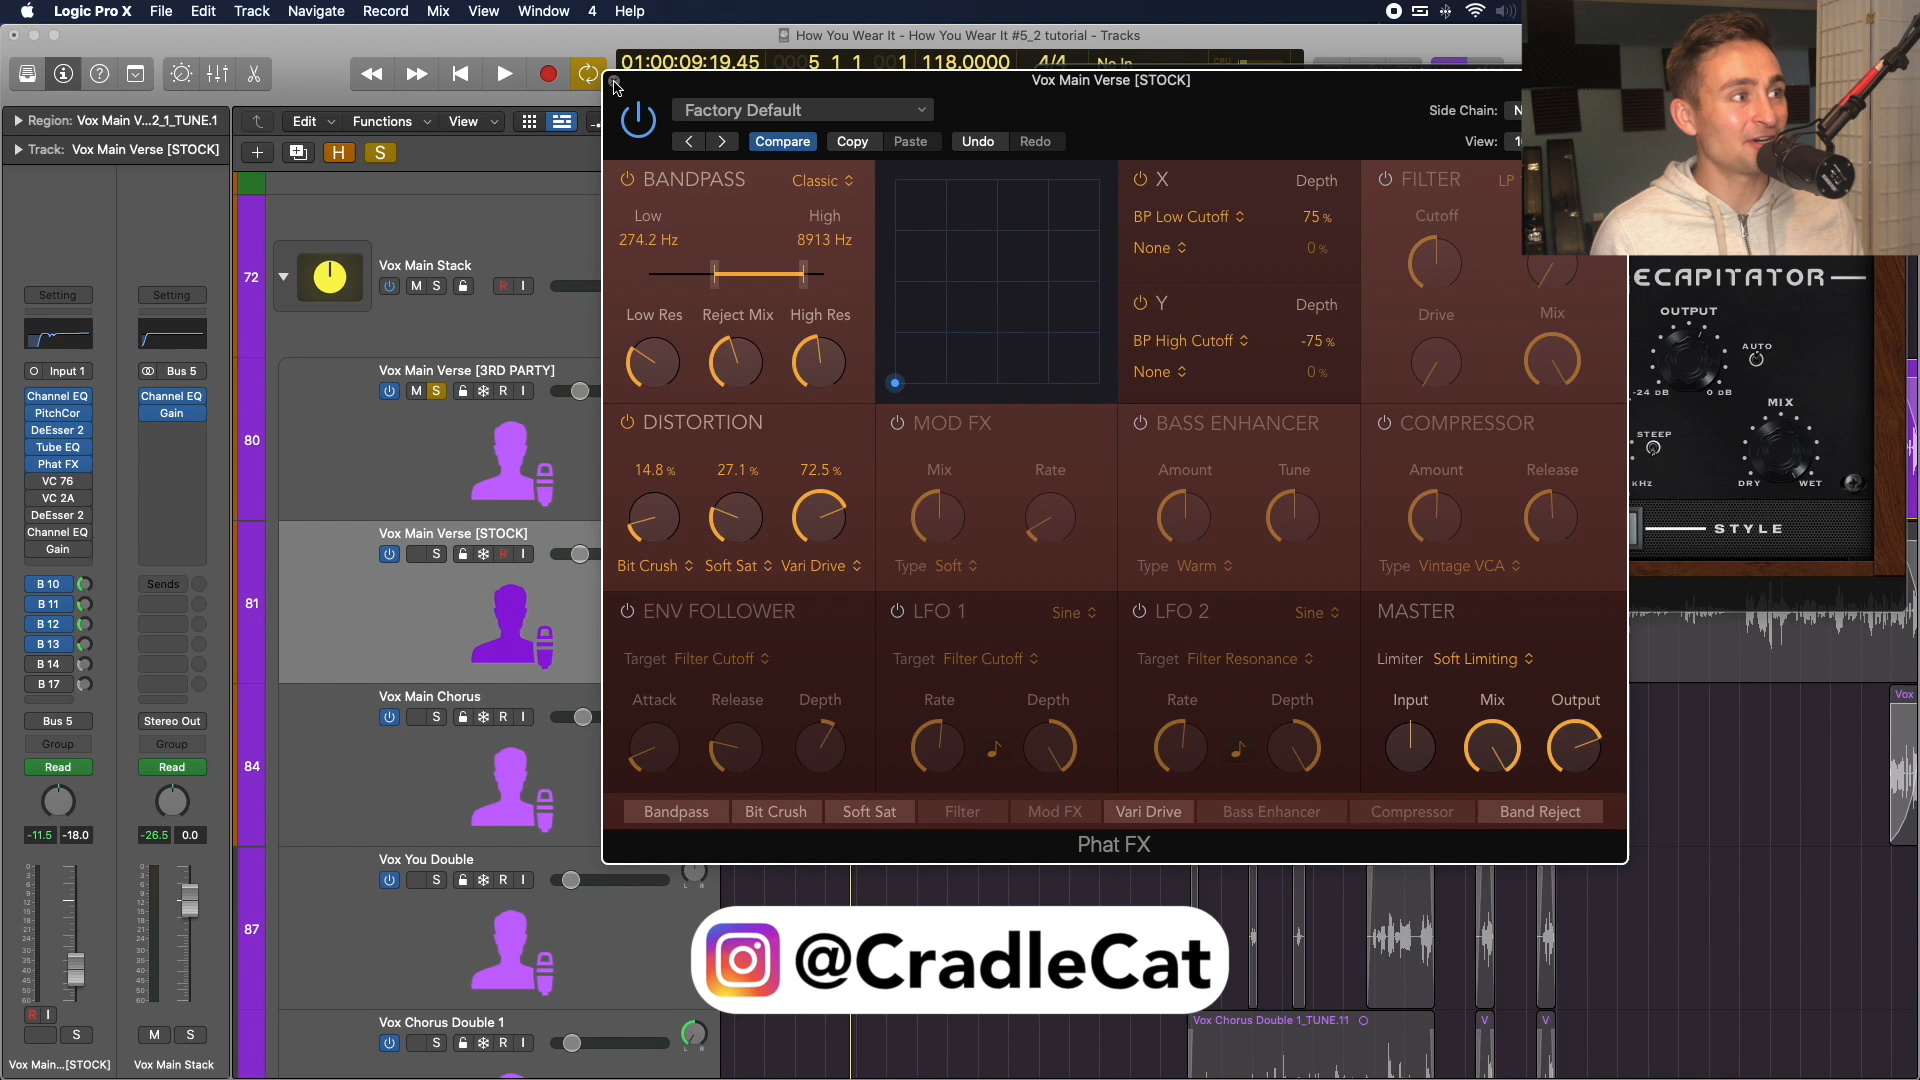 Logic Pro X File Edit Track Navigate Record Mix View Window 4 Help
How You Wear It - How You Wear It #5_2 tutorial - Tracks
01:00:09:19.45 0005 1 1 001 118.0000 4/4 No In CPU
Vox Main Verse [STOCK]
Factory Default
Side Chain:
Compare Copy Paste Undo Redo
View:
Region: Vox Main V...2_1_TUNE.1
Edit Functions View
Track: Vox Main Verse [STOCK]
H S
BANDPASS Classic
Low High
274.2 Hz 8913 Hz
Low Res Reject Mix High Res
X Depth
BP Low Cutoff 75 %
None 0 %
Y Depth
BP High Cutoff -75 %
None 0 %
FILTER LP
Cutoff
Drive Mix
DISTORTION
14.8 % 27.1 % 72.5 %
Bit Crush Soft Sat Vari Drive
MOD FX
Mix Rate
Type Soft
BASS ENHANCER
Amount Tune
Type Warm
COMPRESSOR
Amount Release
Type Vintage VCA
ENV FOLLOWER
Target Filter Cutoff
Attack Release Depth
LFO 1 Sine
Target Filter Cutoff
Rate Depth
LFO 2 Sine
Target Filter Resonance
Rate Depth
MASTER
Limiter Soft Limiting
Input Mix Output
Bandpass Bit Crush Soft Sat Filter Mod FX Vari Drive Bass Enhancer Compressor Band Reject
Phat FX
ECAPITATOR
OUTPUT
AUTO
-24 DB 0 DB
MIX
STEEP
KHz
DRY WET
STYLE
72
Vox Main Stack
M S R I
80
Vox Main Verse [3RD PARTY]
M S R I
81
Vox Main Verse [STOCK]
S R I
84
Vox Main Chorus
S R I
87
Vox You Double
S R I
L R
Vox Chorus Double 1
S R I
L R
Setting Setting
Input 1 Bus 5
Channel EQ Channel EQ
PitchCor Gain
DeEsser 2
Tube EQ
Phat FX
VC 76
VC 2A
DeEsser 2
Channel EQ
Gain
B 10 Sends
B 11
B 12
B 13
B 14
B 17
Bus 5 Stereo Out
Group Group
Read Read
-11.5 -18.0 -26.5 0.0
R I
S M S
Vox Main...[STOCK] Vox Main Stack
Vox
@CradleCat
Vox Chorus Double 1_TUNE.11 V V